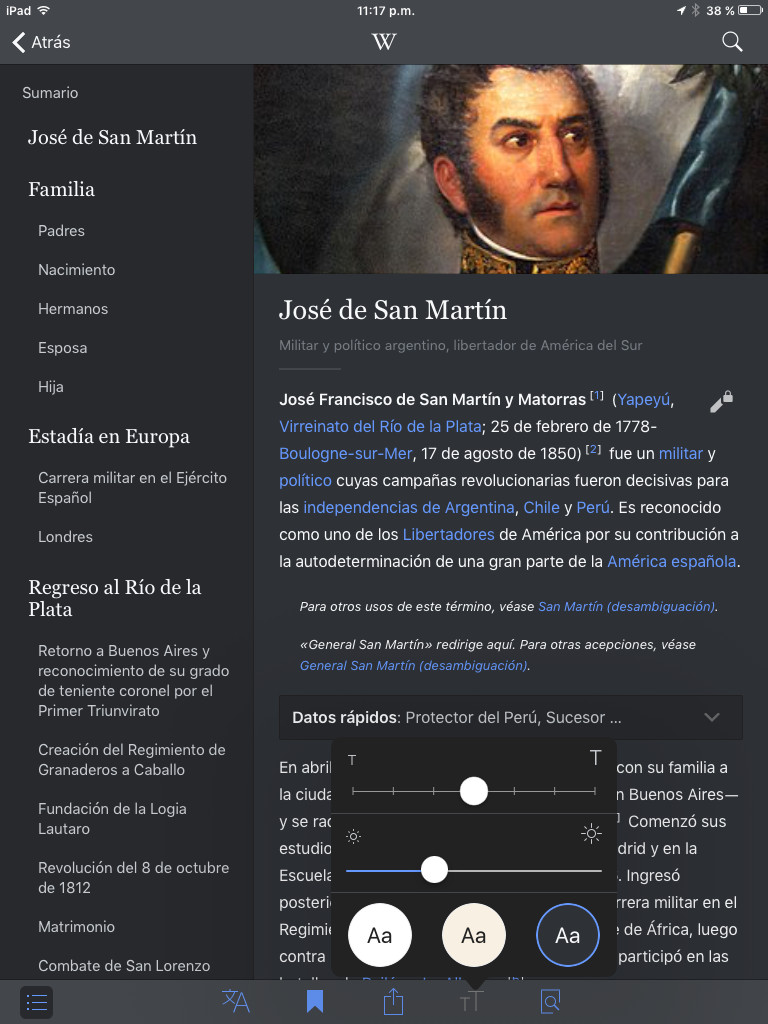 iPad 11:17 p.m. 38 %
Atrás W
Sumario
José de San Martín
Familia
Padres
Nacimiento
Hermanos
Esposa
Hija
Estadía en Europa
Carrera militar en el Ejército
Español
Londres
Regreso al Río de la
Plata
Retorno a Buenos Aires y
reconocimiento de su grado
de teniente coronel por el
Primer Triunvirato
Creación del Regimiento de
Granaderos a Caballo
Fundación de la Logia
Lautaro
Revolución del 8 de octubre
de 1812
Matrimonio
Combate de San Lorenzo
José de San Martín
Militar y político argentino, libertador de América del Sur
José Francisco de San Martín y Matorras [1] (Yapeyú,
Virreinato del Río de la Plata; 25 de febrero de 1778-
Boulogne-sur-Mer, 17 de agosto de 1850) [2] fue un militar y
político cuyas campañas revolucionarias fueron decisivas para
las independencias de Argentina, Chile y Perú. Es reconocido
como uno de los Libertadores de América por su contribución a
la autodeterminación de una gran parte de la América española.
Para otros usos de este término, véase San Martín (desambiguación).
«General San Martín» redirige aquí. Para otras acepciones, véase
General San Martín (desambiguación).
Datos rápidos: Protector del Perú, Sucesor ...
En abril con su familia a
la ciuda n Buenos Aires—
y se rad ] Comenzó sus
estudio drid y en la
Escuela . Ingresó
posterio rrera militar en el
Regimie e de África, luego
contra participó en las
T T
Aa Aa Aa